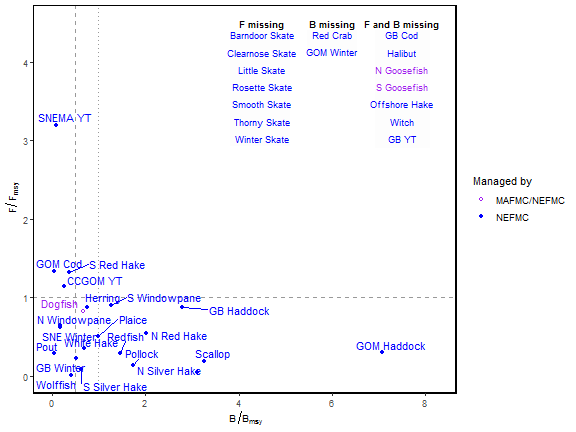 F missing B missing F and B missing
Barndoor Skate Red Crab GB Cod
Clearnose Skate GOM Winter Halibut
Little Skate N Goosefish
Rosette Skate S Goosefish
Smooth Skate Offshore Hake
Thorny Skate Witch
Winter Skate GB YT
4
SNEMA YT
3
F/Fmsy
2
GOM Cod S Red Hake
CCGOM YT
1
Herring S Windowpane
Dogfish
GB Haddock
N Windowpane Plaice
SNE Winter Redfish N Red Hake
White Hake
Pout Pollock Scallop GOM Haddock
GB Winter N Silver Hake
0
Wolffish S Silver Hake
0 2 4 6 8
B/Bmsy
Managed by
MAFMC/NEFMC
NEFMC